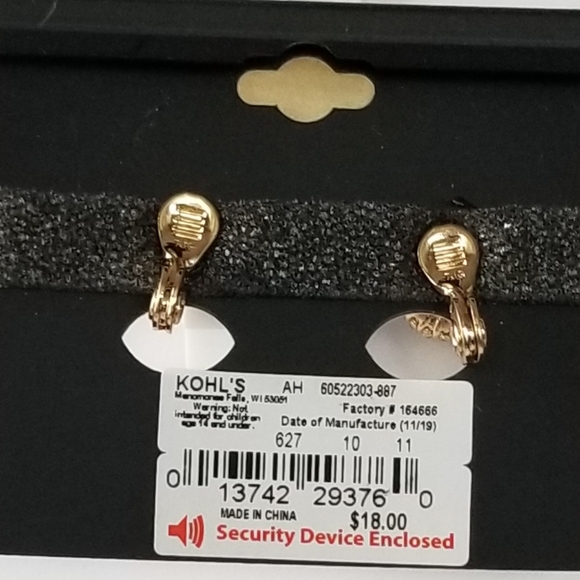 KOHL'S AH 60522303-887
Menomonee Falls, WI 53051
Warning: Not
intended for children
age 14 and under.
Factory # 164666
Date of Manufacture (11/19)
627 10 11
0 13742 29376 0
MADE IN CHINA
$18.00
Security Device Enclosed